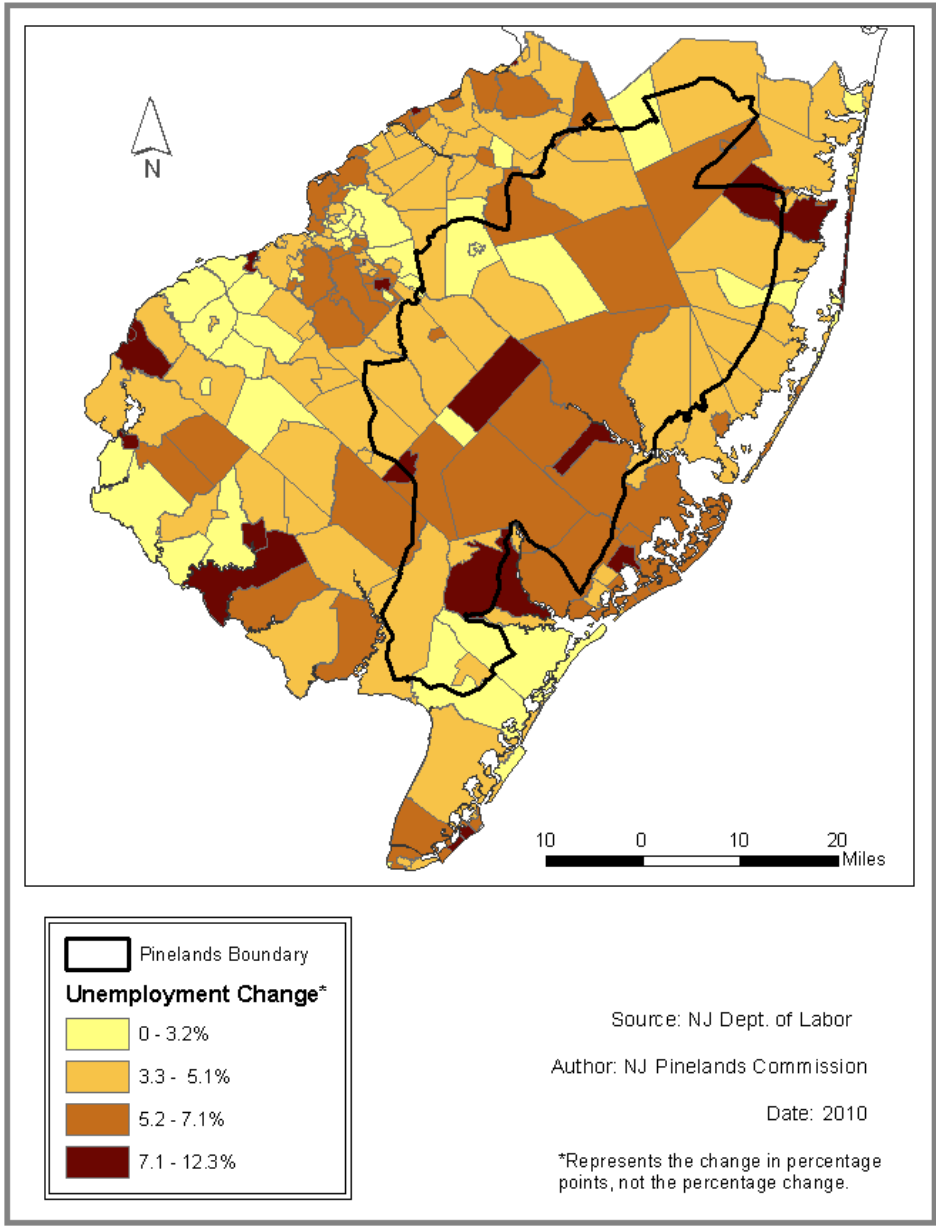 N
10 0 10 20
Miles
Pinelands Boundary
Unemployment Change*
0 - 3.2%
3.3 - 5.1%
5.2 - 7.1%
7.1 - 12.3%
Source: NJ Dept. of Labor
Author: NJ Pinelands Commission
Date: 2010
*Represents the change in percentage
points, not the percentage change.